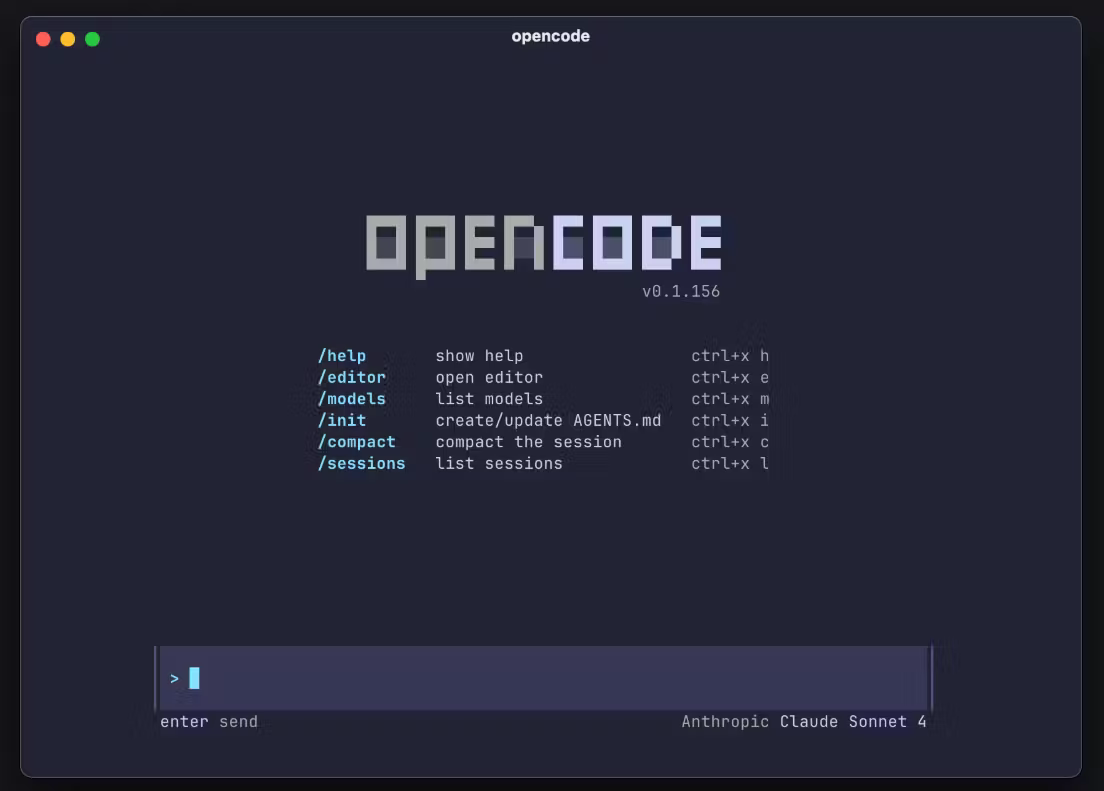 opencode
opencode
v0.1.156
/help show help ctrl+x h
/editor open editor ctrl+x e
/models list models ctrl+x m
/init create/update AGENTS.md ctrl+x i
/compact compact the session ctrl+x c
/sessions list sessions ctrl+x l
>
enter send Anthropic Claude Sonnet 4